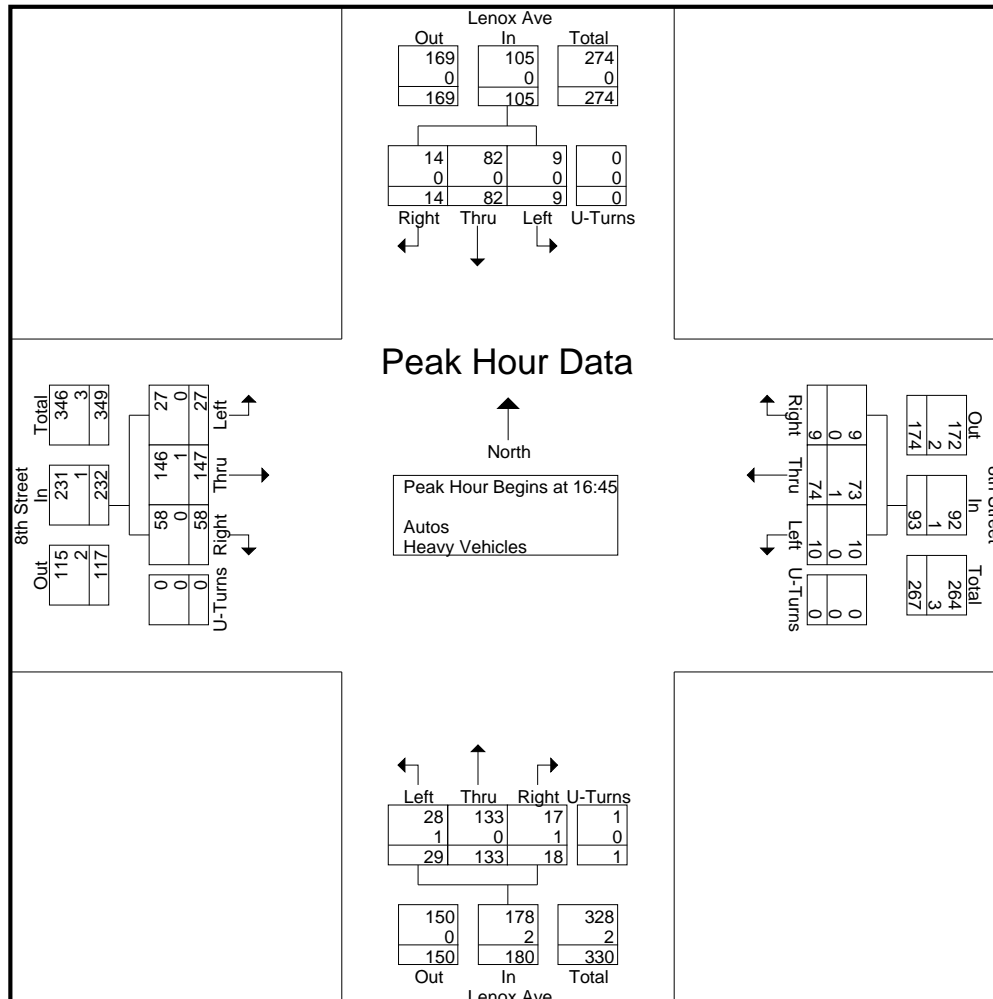 Lenox Ave
Out In Total
169 105 274
0 0 0
169 105 274
14 82 9 0
0 0 0 0
14 82 9 0
Right Thru Left U-Turns
Peak Hour Data
North
Peak Hour Begins at 16:45
Autos
Heavy Vehicles
8th Street
Total In Out
346 231 115
3 1 2
349 232 117
27 146 58 0
0 1 0 0
27 147 58 0
Left Thru Right U-Turns
Right Thru Left U-Turns
9 74 10 0
0 1 0 0
9 73 10 0
Out In Total
174 93 267
2 1 3
172 92 264
Street
Left Thru Right U-Turns
28 133 17 1
1 0 1 0
29 133 18 1
150 178 328
0 2 2
150 180 330
Out In Total
Lenox Ave